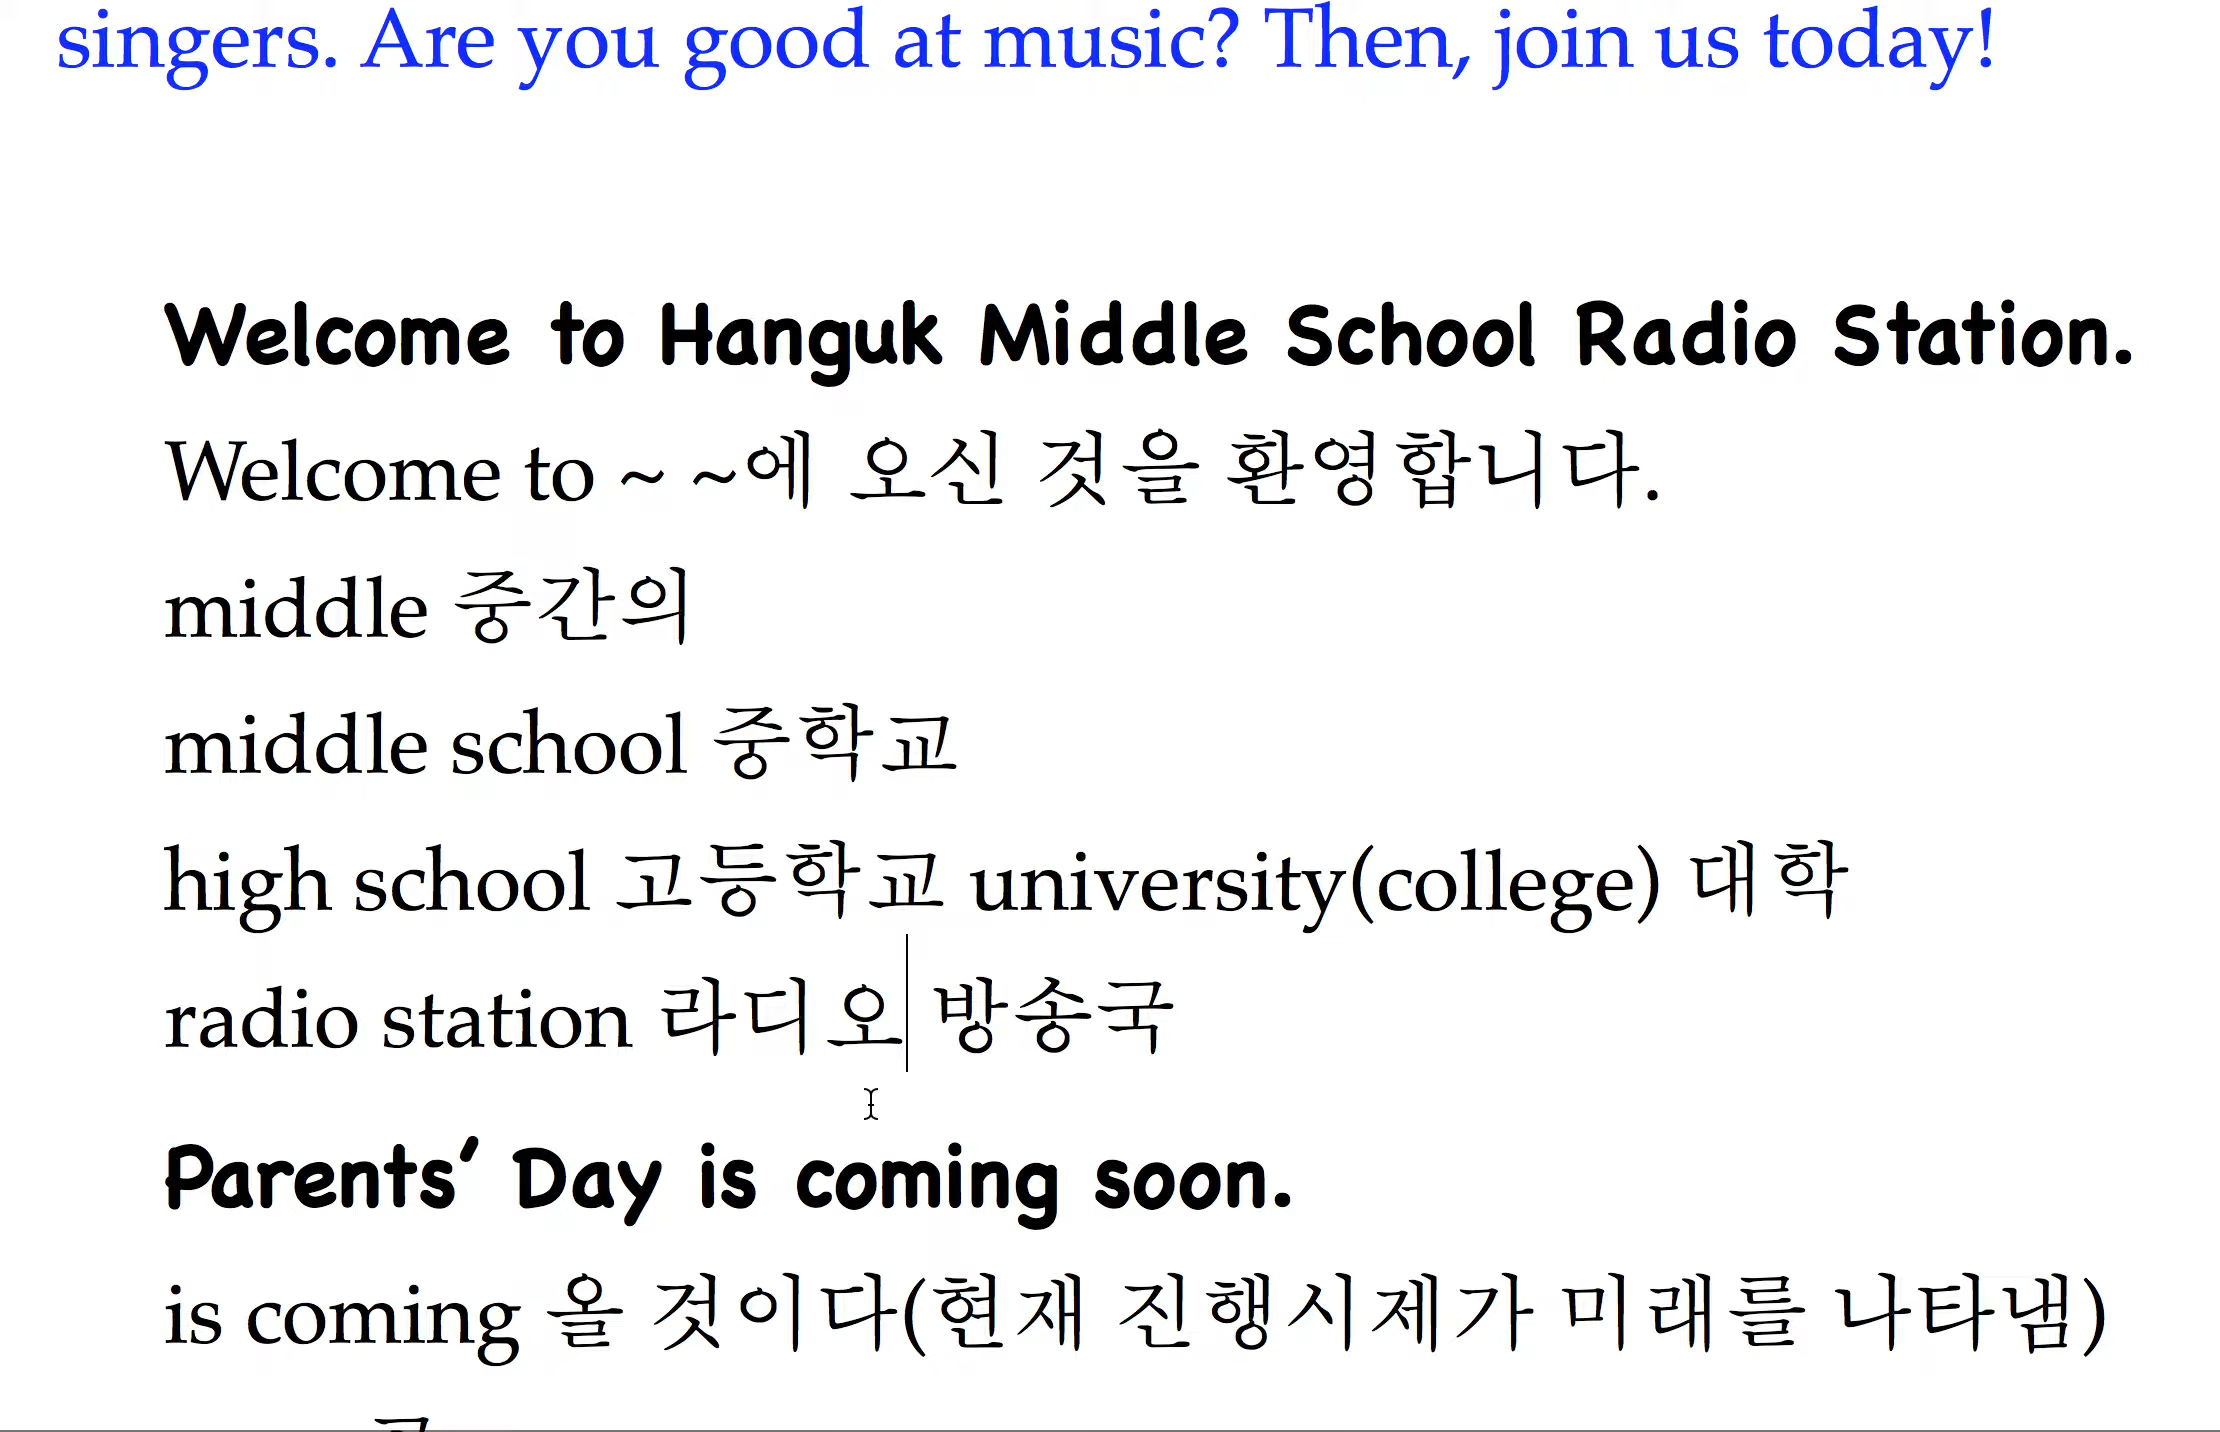 singers. Are you good at music? Then, join us today!
Welcome to Hanguk Middle School Radio Station.
Welcome to ~ ~에 오신 것을 환영합니다.
middle 중간의
middle school 중학교
high school 고등학교 university(college) 대학
radio station 라디오 방송국
Parents’ Day is coming soon.
is coming 올 것이다(현재 진행시제가 미래를 나타냄)